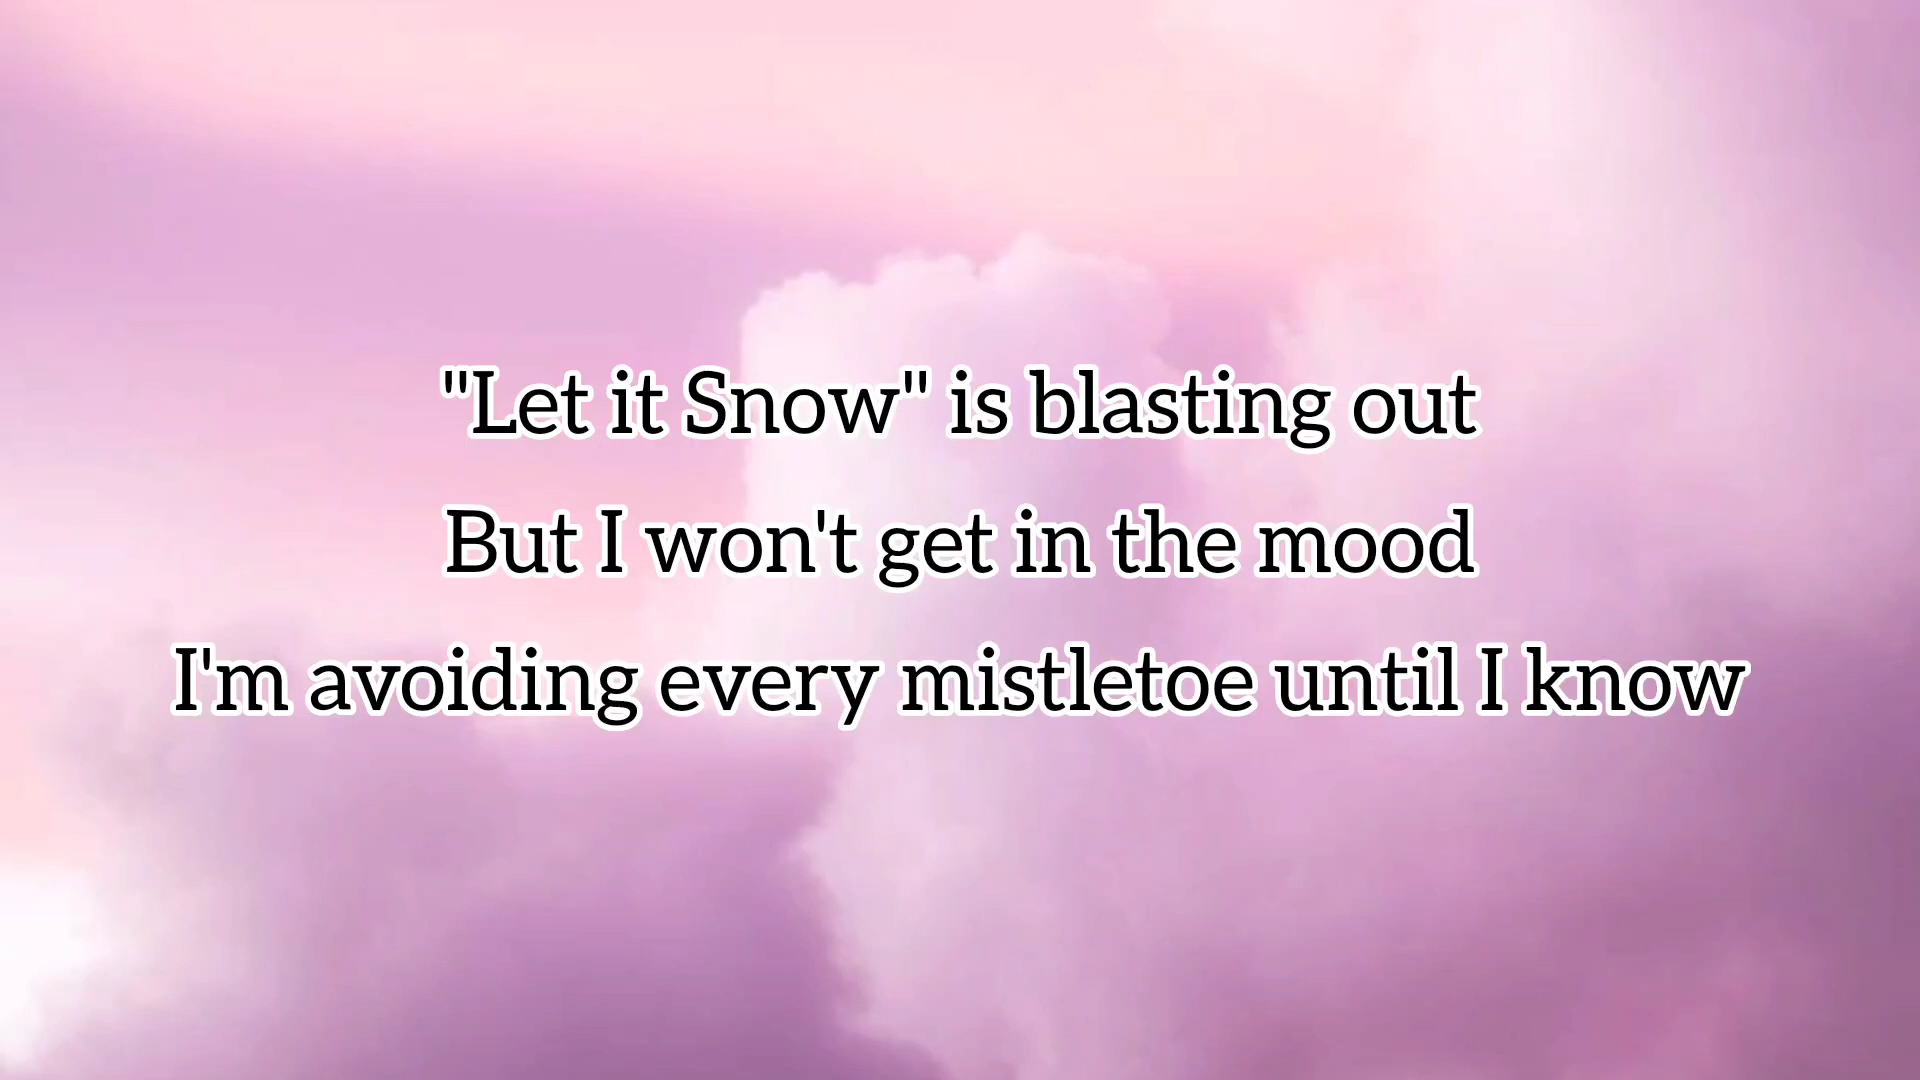 "Let it Snow" is blasting out
But I won't get in the mood
I'm avoiding every mistletoe until I know